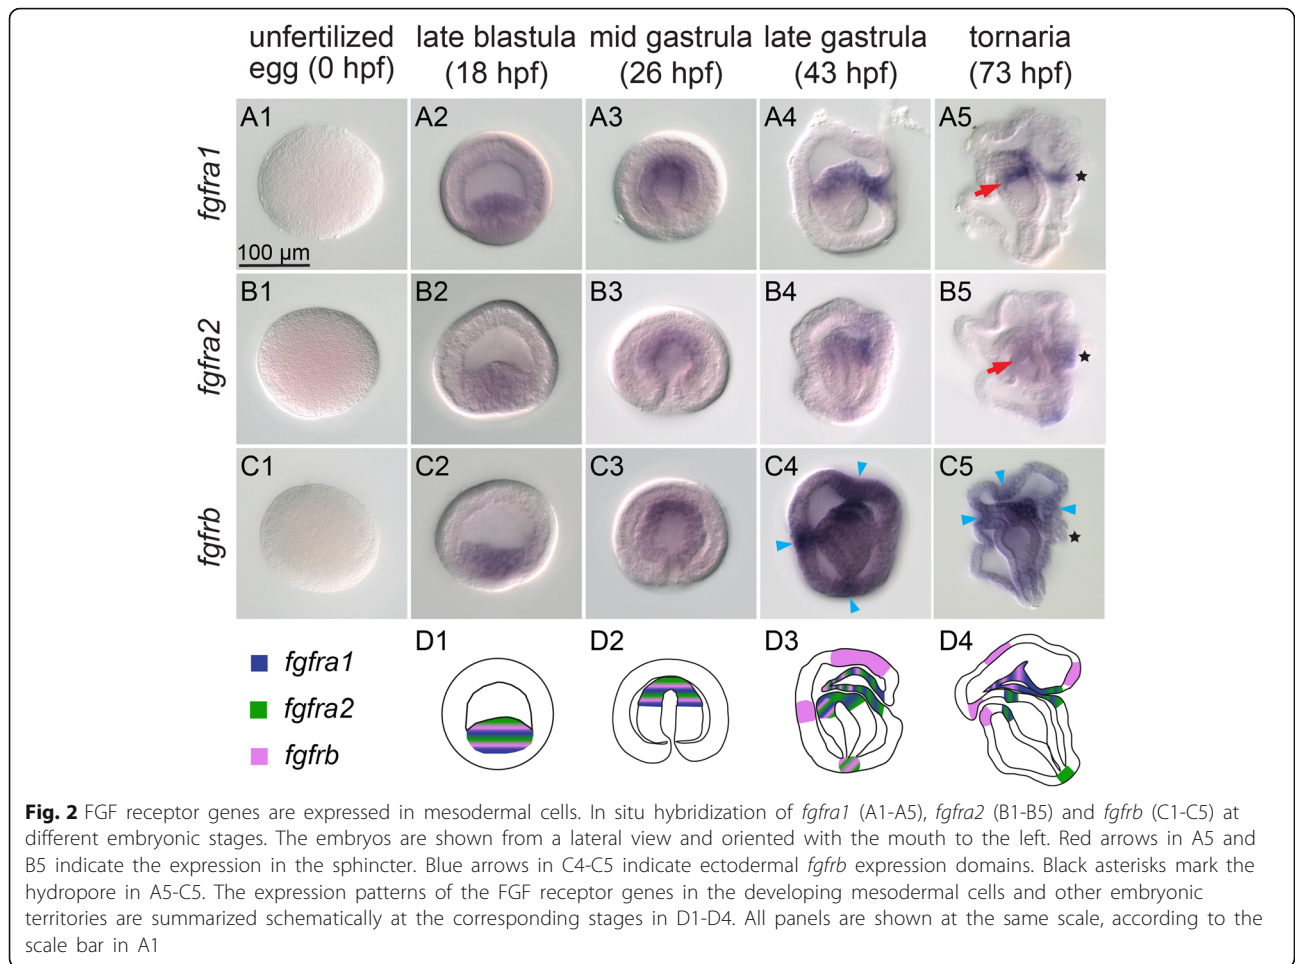 unfertilized egg (0 hpf)
late blastula (18 hpf)
mid gastrula (26 hpf)
late gastrula (43 hpf)
tornaria (73 hpf)
fgfra1
A1
A2
A3
A4
A5
100 µm
fgfra2
B1
B2
B3
B4
B5
fgfrb
C1
C2
C3
C4
C5
D1
D2
D3
D4
fgfra1
fgfra2
fgfrb
Fig. 2 FGF receptor genes are expressed in mesodermal cells. In situ hybridization of fgfra1 (A1-A5), fgfra2 (B1-B5) and fgfrb (C1-C5) at
different embryonic stages. The embryos are shown from a lateral view and oriented with the mouth to the left. Red arrows in A5 and
B5 indicate the expression in the sphincter. Blue arrows in C4-C5 indicate ectodermal fgfrb expression domains. Black asterisks mark the
hydropore in A5-C5. The expression patterns of the FGF receptor genes in the developing mesodermal cells and other embryonic
territories are summarized schematically at the corresponding stages in D1-D4. All panels are shown at the same scale, according to the
scale bar in A1